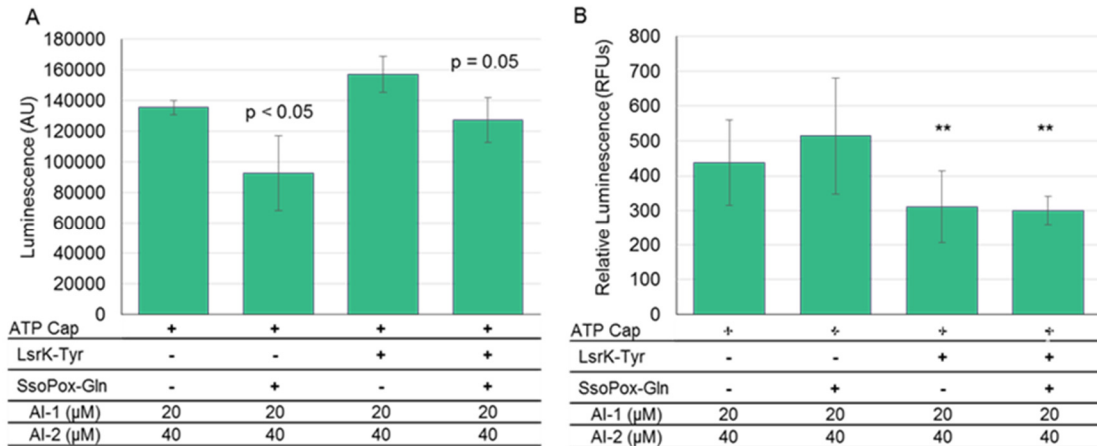 A
Luminescence (AU)
180000
160000
140000
120000
100000
80000
60000
40000
20000
0
p < 0.05
p = 0.05
ATP Cap + + + +
LsrK-Tyr - - + +
SsoPox-Gln - + - +
AI-1 (µM) 20 20 20 20
AI-2 (µM) 40 40 40 40
B
Relative Luminescence (RFUs)
800
700
600
500
400
300
200
100
0
** **
ATP Cap + + + +
LsrK-Tyr - - + +
SsoPox-Gln - + - +
AI-1 (µM) 20 20 20 20
AI-2 (µM) 40 40 40 40